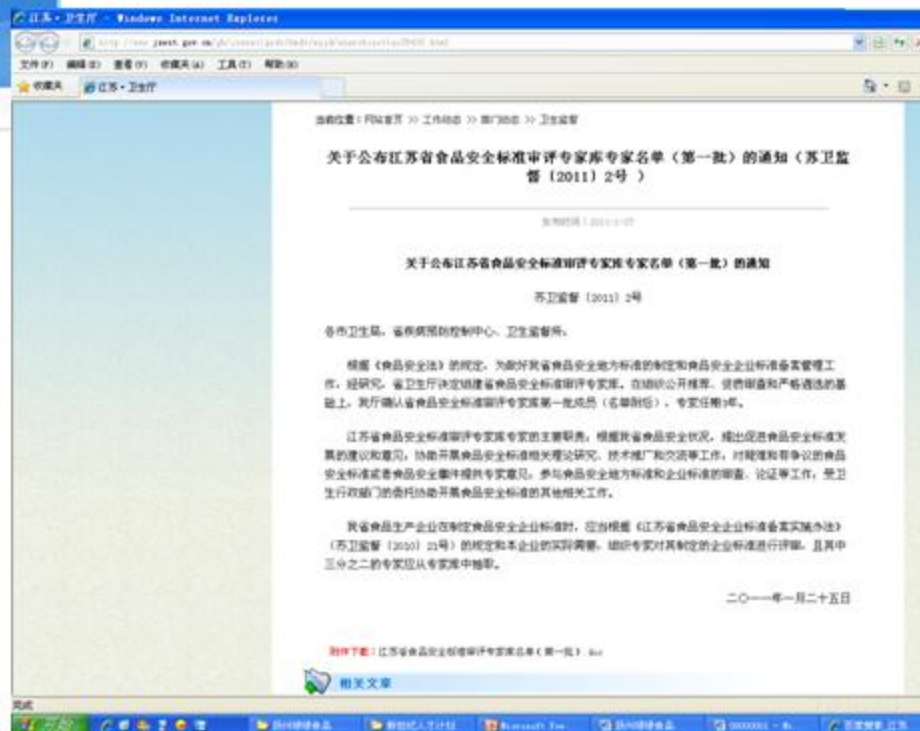 江苏·卫生厅 - Windows Internet Explorer
文件(F) 编辑(E) 查看(V) 收藏夹(A) 工具(T) 帮助(H)
收藏夹 江苏·卫生厅
当前位置：网站首页 >> 工作动态 >> 部门动态 >> 卫生监督
关于公布江苏省食品安全标准审评专家库专家名单（第一批）的通知（苏卫监
督〔2011〕2号 ）
关于公布江苏省食品安全标准审评专家库专家名单（第一批）的通知
苏卫监督〔2011〕2号
各市卫生局，省疾病预防控制中心、卫生监督所：
根据《食品安全法》的规定，为做好我省食品安全地方标准的制定和食品安全企业标准备案管理工
作，经研究，省卫生厅决定组建省食品安全标准审评专家库。在组织公开推荐、资质审查和严格遴选的基
础上，我厅确认省食品安全标准审评专家库第一批成员（名单附后），专家任期3年。
江苏省食品安全标准审评专家库专家的主要职责：根据我省食品安全状况，提出促进食品安全标准发
展的建议和意见；协助开展食品安全标准相关理论研究、技术推广和交流等工作；对疑难和有争议的食品
安全标准或者食品安全事件提供专家意见；参与食品安全地方标准和企业标准的审查、论证等工作；受卫
生行政部门的委托协助开展食品安全标准的其他相关工作。
我省食品生产企业在制定食品安全企业标准时，应当根据《江苏省食品安全企业标准备案实施办法》
（苏卫监督〔2010〕21号）的规定和本企业的实际需要，组织专家对其制定的企业标准进行评审，且其中
三分之二的专家应从专家库中抽取。
二〇一一年一月二十五日
附件下载：江苏省食品安全标准审评专家库名单（第一批）.doc
相关文章
完成